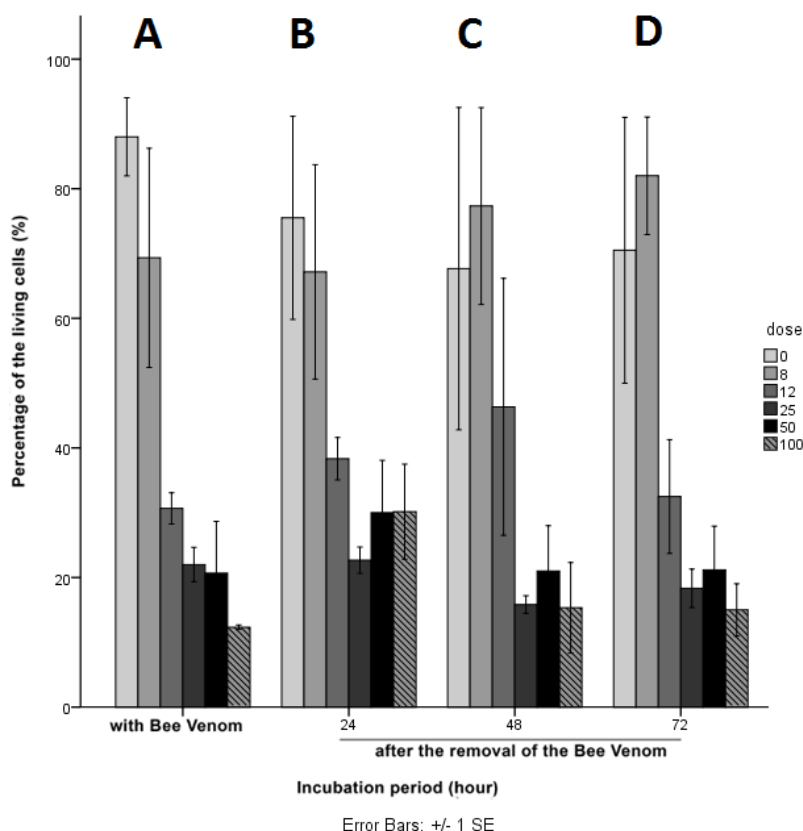 A B C D
Percentage of the living cells (%)
100
80
60
40
20
0
dose
0
8
12
25
50
100
with Bee Venom 24 48 72
after the removal of the Bee Venom
Incubation period (hour)
Error Bars: +/- 1 SE